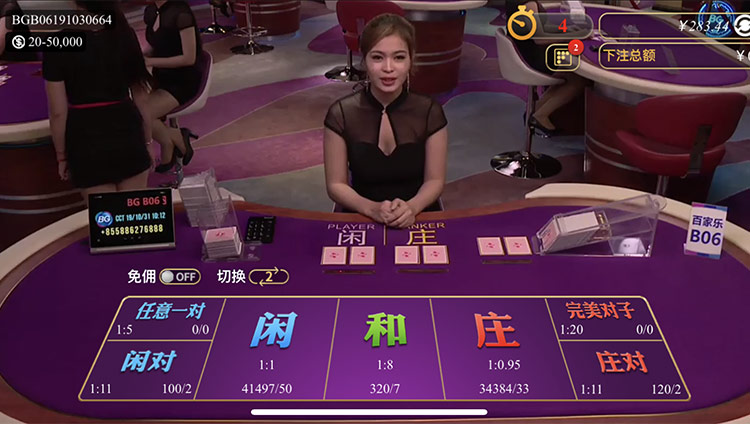 BGB06191030664
20-50,000
4
¥283.44
BG
2
下注总额
¥
BG B06
BG CCT 19/10/31 10:12
+855886276888
PLAYER
闲 庄
百家乐
B06
免佣 OFF 切换 2
任意一对
1:5 0/0
闲对
1:11 100/2
闲
1:1
41497/50
和
1:8
320/7
庄
1:0.95
34384/33
完美对子
1:20 0/0
庄对
1:11 120/2